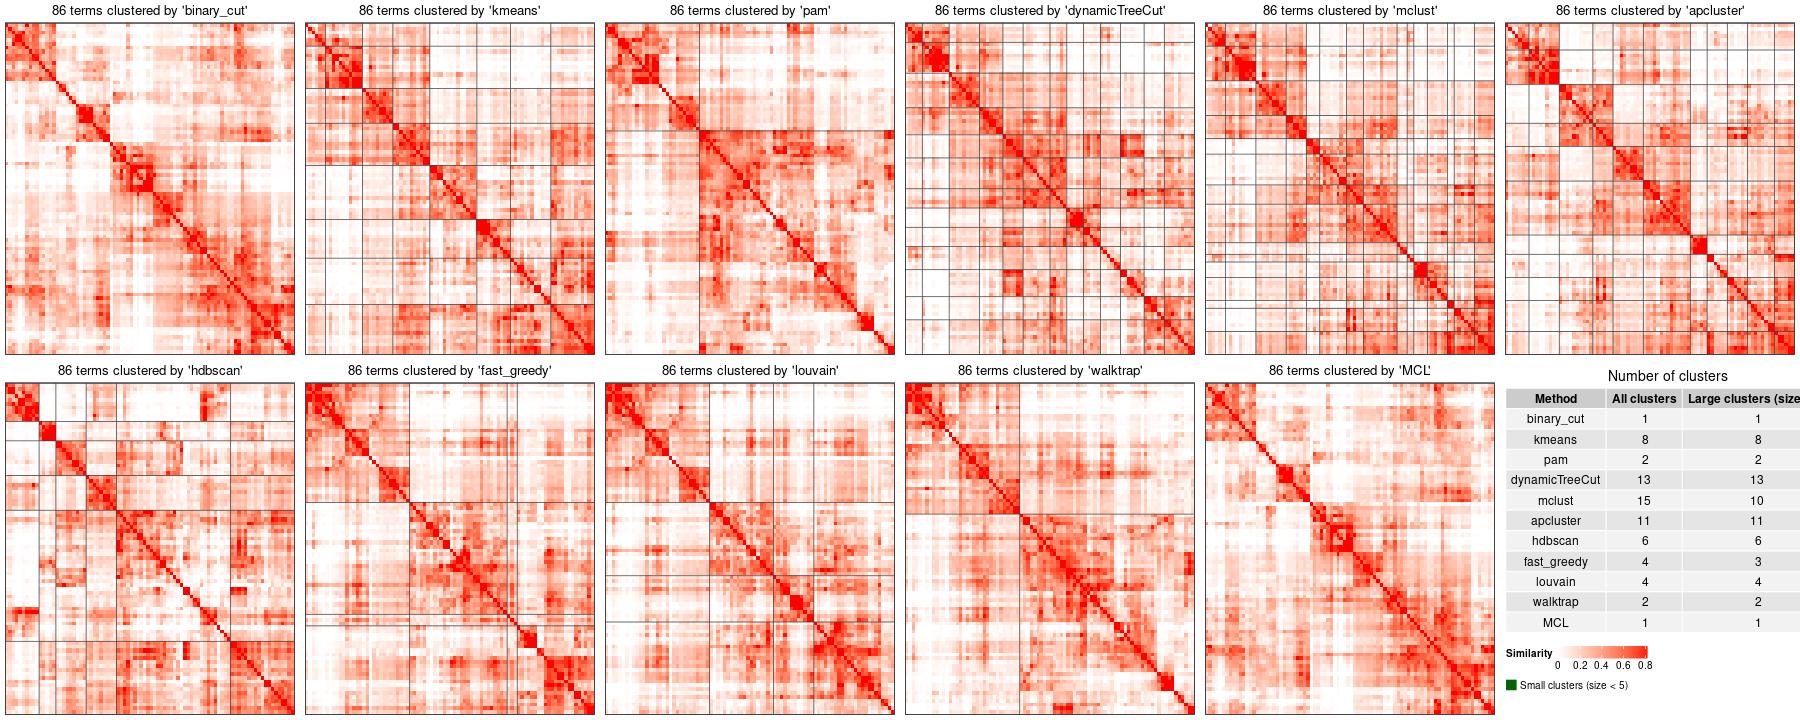 86 terms clustered by 'binary_cut'
86 terms clustered by 'kmeans'
86 terms clustered by 'pam'
86 terms clustered by 'dynamicTreeCut'
86 terms clustered by 'mclust'
86 terms clustered by 'apcluster'
86 terms clustered by 'hdbscan'
86 terms clustered by 'fast_greedy'
86 terms clustered by 'louvain'
86 terms clustered by 'walktrap'
86 terms clustered by 'MCL'
Number of clusters
Method All clusters Large clusters (size
binary_cut 1 1
kmeans 8 8
pam 2 2
dynamicTreeCut 13 13
mclust 15 10
apcluster 11 11
hdbscan 6 6
fast_greedy 4 3
louvain 4 4
walktrap 2 2
MCL 1 1
Similarity
0 0.2 0.4 0.6 0.8
Small clusters (size < 5)